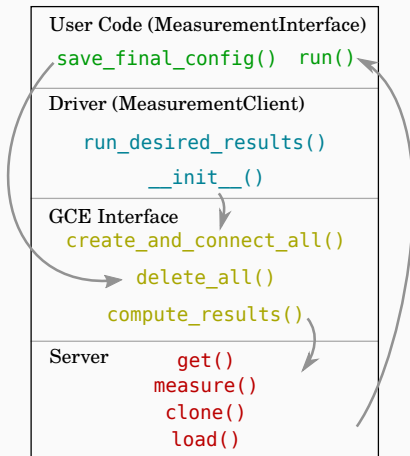 User Code (MeasurementInterface)
save_final_config() run()
Driver (MeasurementClient)
run_desired_results()
__init__()
GCE Interface
create_and_connect_all()
delete_all()
compute_results()
Server
get()
measure()
clone()
load()